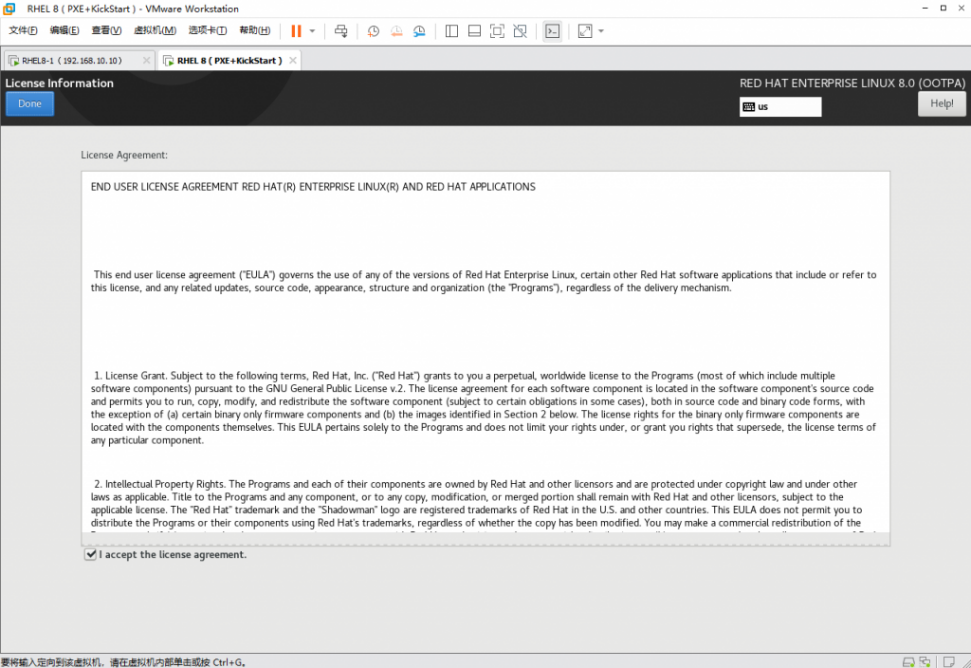 RHEL 8 ( PXE+KickStart ) - VMware Workstation
文件(F) 编辑(E) 查看(V) 虚拟机(M) 选项卡(T) 帮助(H)
RHEL8-1 (192.168.10.10) RHEL 8 ( PXE+KickStart )
License Information
RED HAT ENTERPRISE LINUX 8.0 (OOTPA)
Done
us
Help!
License Agreement:
END USER LICENSE AGREEMENT RED HAT(R) ENTERPRISE LINUX(R) AND RED HAT APPLICATIONS
This end user license agreement ("EULA") governs the use of any of the versions of Red Hat Enterprise Linux, certain other Red Hat software applications that include or refer to
this license, and any related updates, source code, appearance, structure and organization (the "Programs"), regardless of the delivery mechanism.
1. License Grant. Subject to the following terms, Red Hat, Inc. ("Red Hat") grants to you a perpetual, worldwide license to the Programs (most of which include multiple
software components) pursuant to the GNU General Public License v.2. The license agreement for each software component is located in the software component's source code
and permits you to run, copy, modify, and redistribute the software component (subject to certain obligations in some cases), both in source code and binary code forms, with
the exception of (a) certain binary only firmware components and (b) the images identified in Section 2 below. The license rights for the binary only firmware components are
located with the components themselves. This EULA pertains solely to the Programs and does not limit your rights under, or grant you rights that supersede, the license terms of
any particular component.
2. Intellectual Property Rights. The Programs and each of their components are owned by Red Hat and other licensors and are protected under copyright law and under other
laws as applicable. Title to the Programs and any component, or to any copy, modification, or merged portion shall remain with Red Hat and other licensors, subject to the
applicable license. The "Red Hat" trademark and the "Shadowman" logo are registered trademarks of Red Hat in the U.S. and other countries. This EULA does not permit you to
distribute the Programs or their components using Red Hat's trademarks, regardless of whether the copy has been modified. You may make a commercial redistribution of the
I accept the license agreement.
要将输入定向到该虚拟机，请在虚拟机内部单击或按 Ctrl+G。